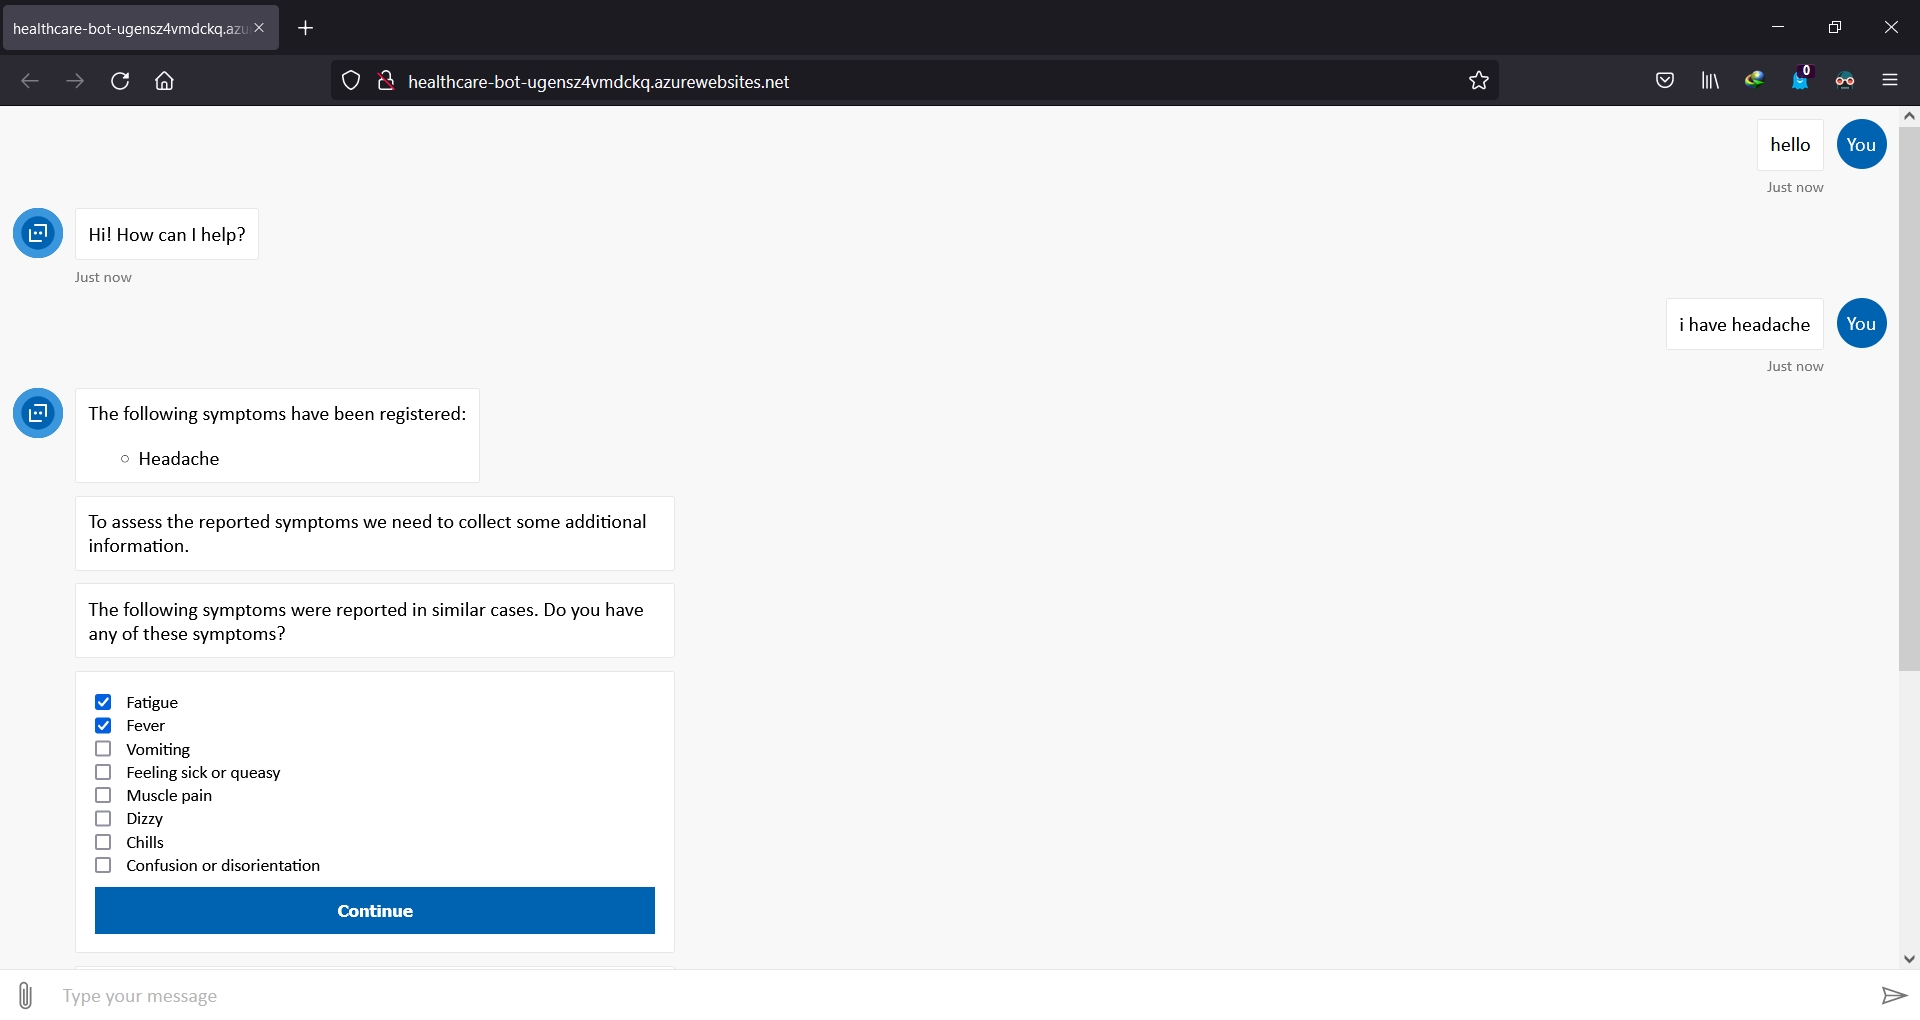 healthcare-bot-ugensz4vmdckq.azu
healthcare-bot-ugensz4vmdckq.azurewebsites.net
0
hello
You
Just now
Hi! How can I help?
Just now
i have headache
You
Just now
The following symptoms have been registered:
Headache
To assess the reported symptoms we need to collect some additional
information.
The following symptoms were reported in similar cases. Do you have
any of these symptoms?
Fatigue
Fever
Vomiting
Feeling sick or queasy
Muscle pain
Dizzy
Chills
Confusion or disorientation
Continue
Type your message